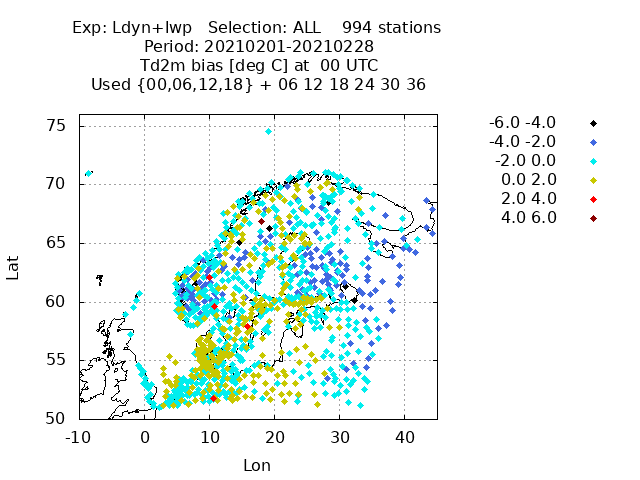 Exp: Ldyn+lwp   Selection: ALL    994 stations
Period: 20210201-20210228
Td2m bias [deg C] at  00 UTC
Used {00,06,12,18} + 06 12 18 24 30 36
-6.0 -4.0
-4.0 -2.0
-2.0 0.0
0.0 2.0
2.0 4.0
4.0 6.0
75
70
65
60
55
50
Lat
-10 0 10 20 30 40
Lon